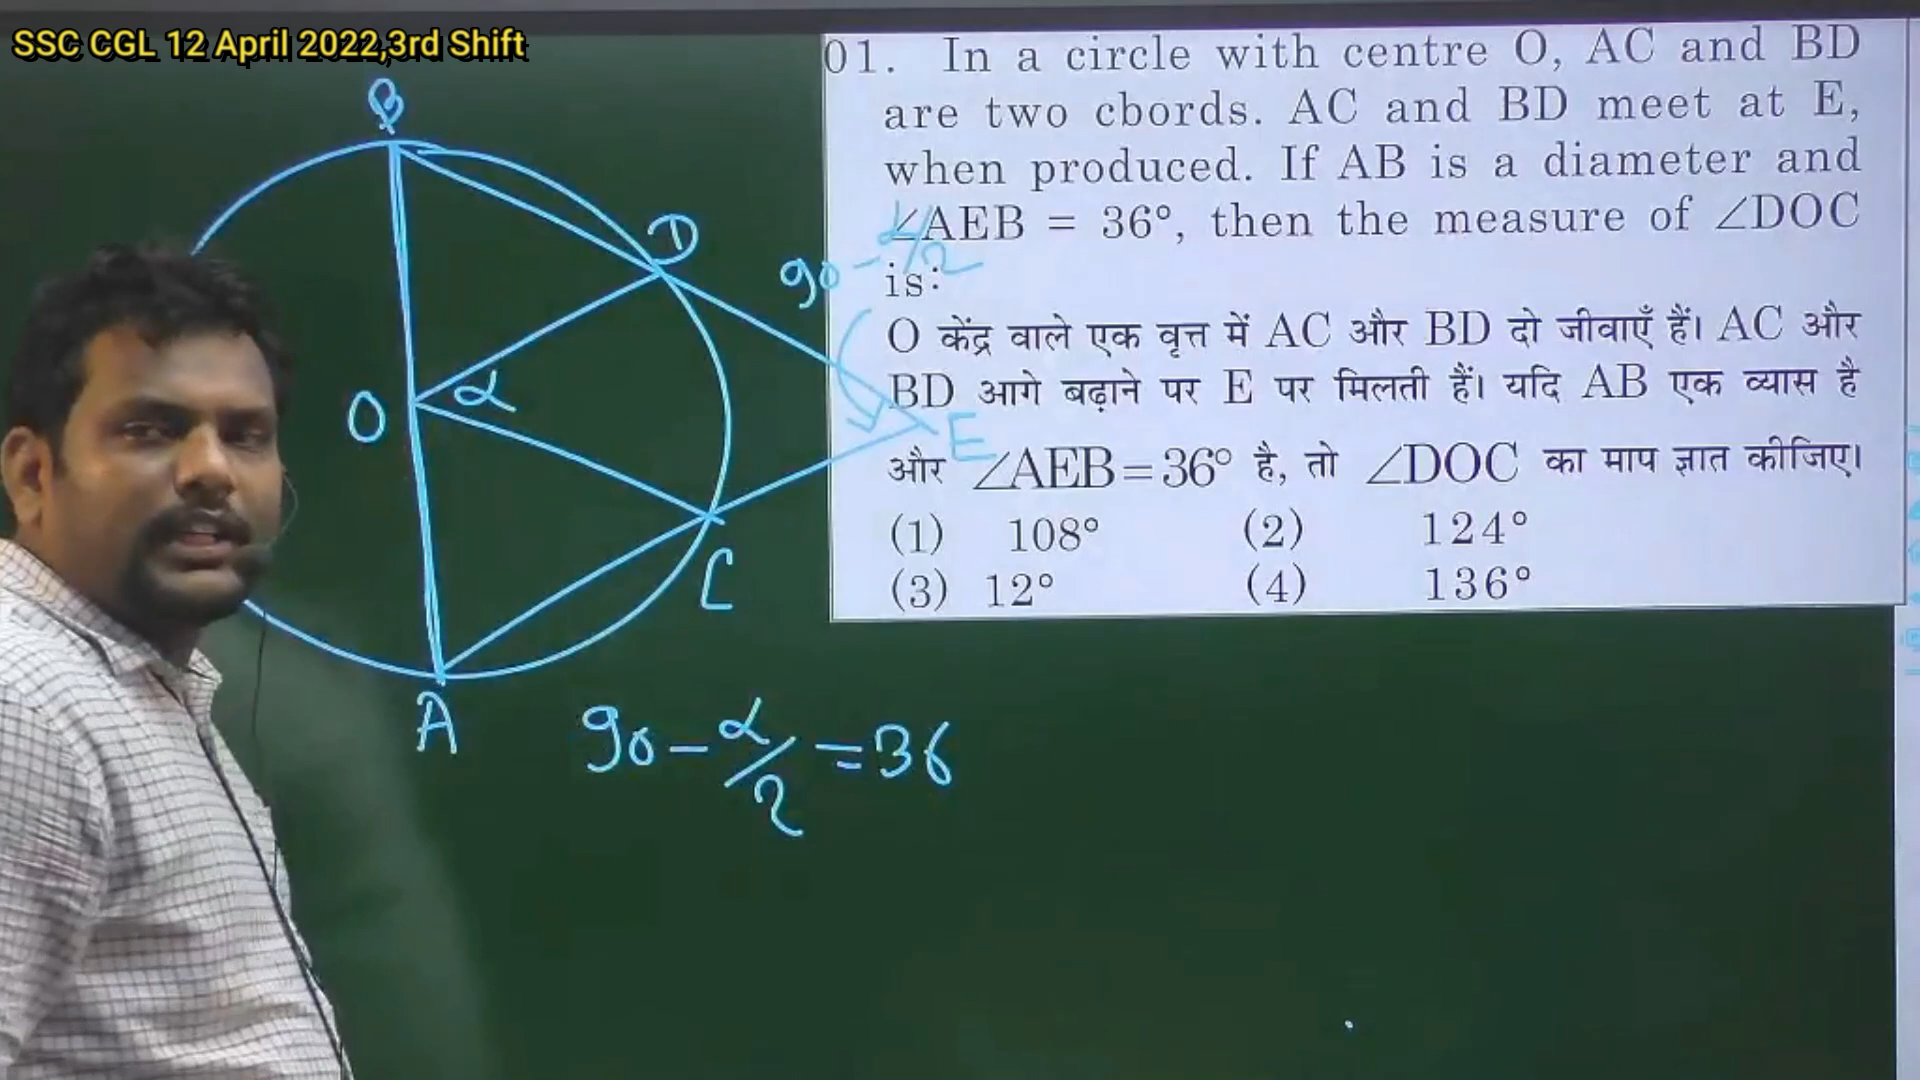 SSC CGL 12 April 2022,3rd Shift
01. In a circle with centre O, AC and BD
are two cbords. AC and BD meet at E,
when produced. If AB is a diameter and
∠AEB = 36°, then the measure of ∠DOC
is:
O केंद्र वाले एक वृत्त में AC और BD दो जीवाएँ हैं। AC और
BD आगे बढ़ाने पर E पर मिलती हैं। यदि AB एक व्यास है
और ∠AEB=36° है, तो ∠DOC का माप ज्ञात कीजिए।
(1) 108° (2) 124°
(3) 12° (4) 136°
B
D
90-α/2
O α
E
C
A
90-α/2=36